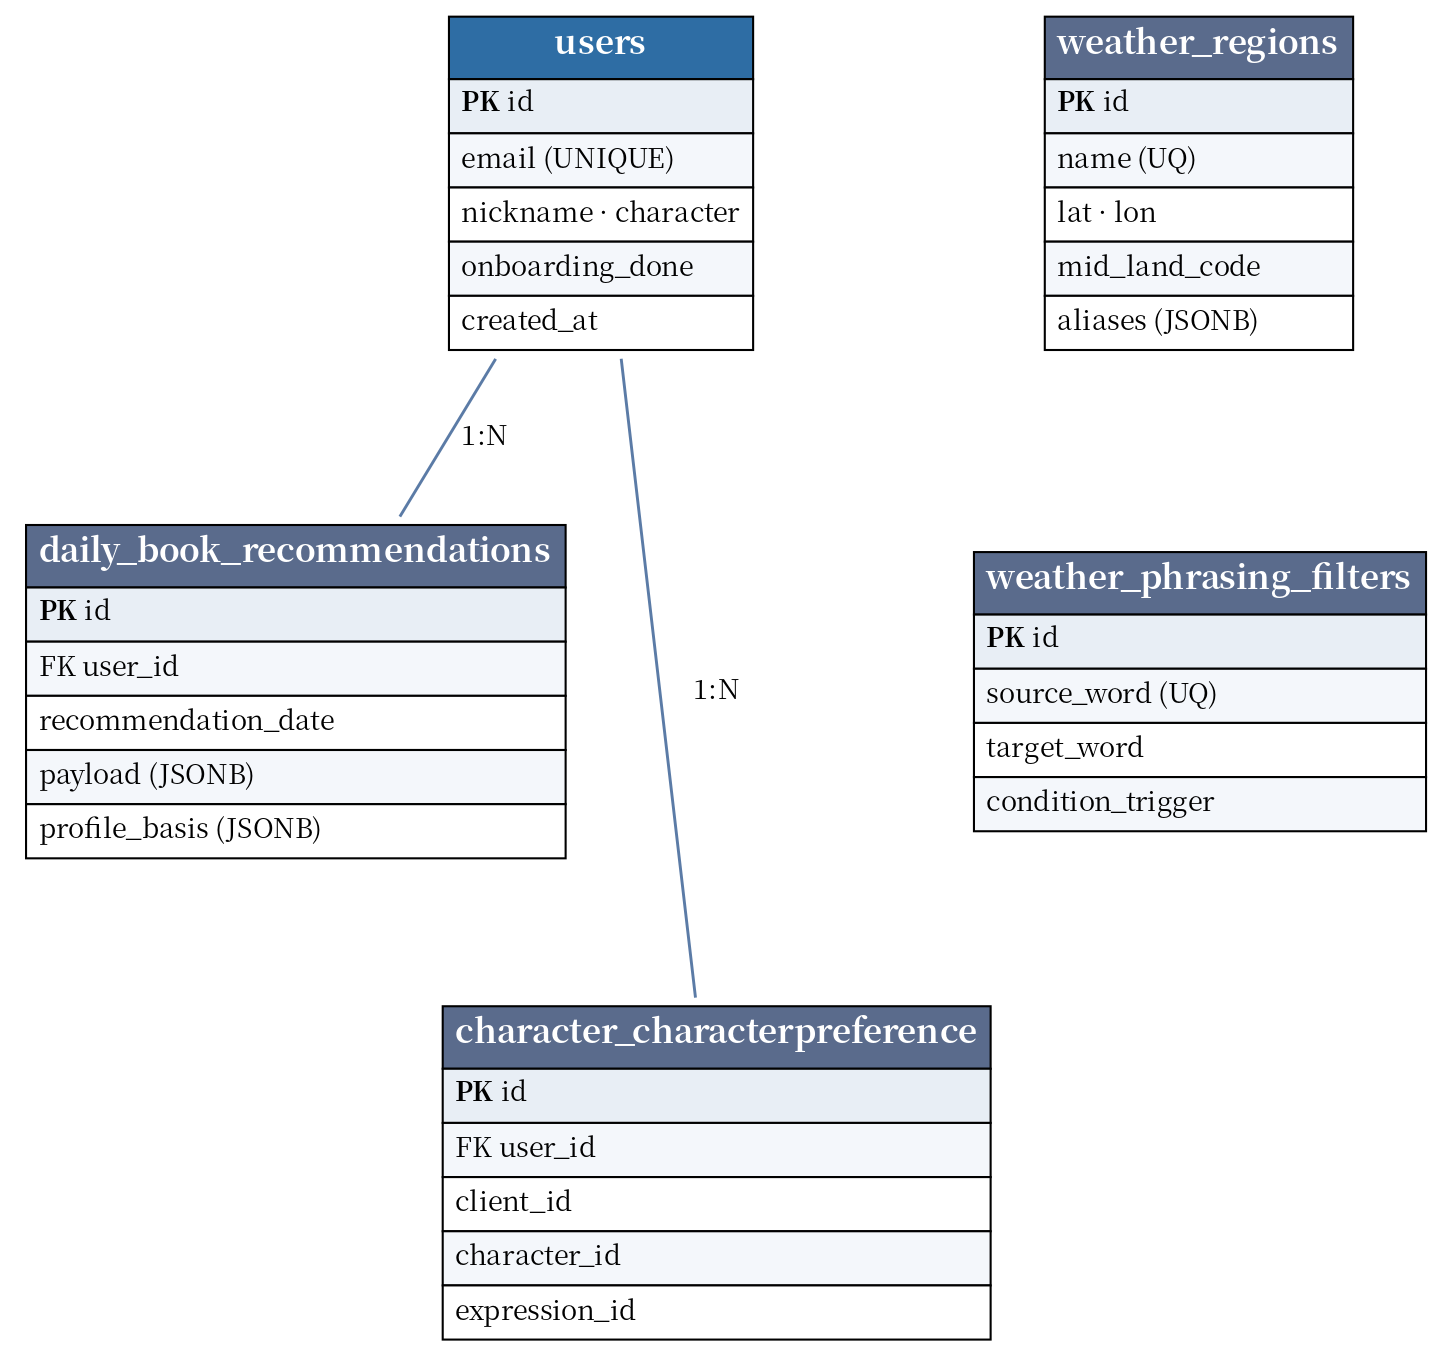 users
PK id
email (UNIQUE)
nickname · character
onboarding_done
created_at
weather_regions
PK id
name (UQ)
lat · lon
mid_land_code
aliases (JSONB)
1:N
daily_book_recommendations
PK id
FK user_id
recommendation_date
payload (JSONB)
profile_basis (JSONB)
1:N
weather_phrasing_filters
PK id
source_word (UQ)
target_word
condition_trigger
character_characterpreference
PK id
FK user_id
client_id
character_id
expression_id